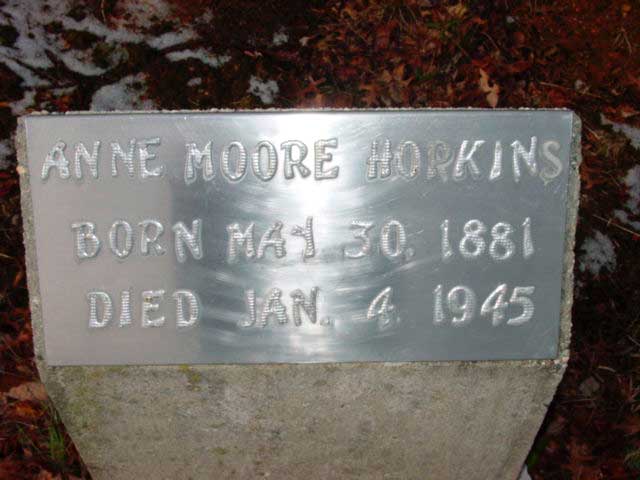 ANNE MOORE HOPKINS
BORN MAY 30, 1881
DIED JAN. 4, 1945